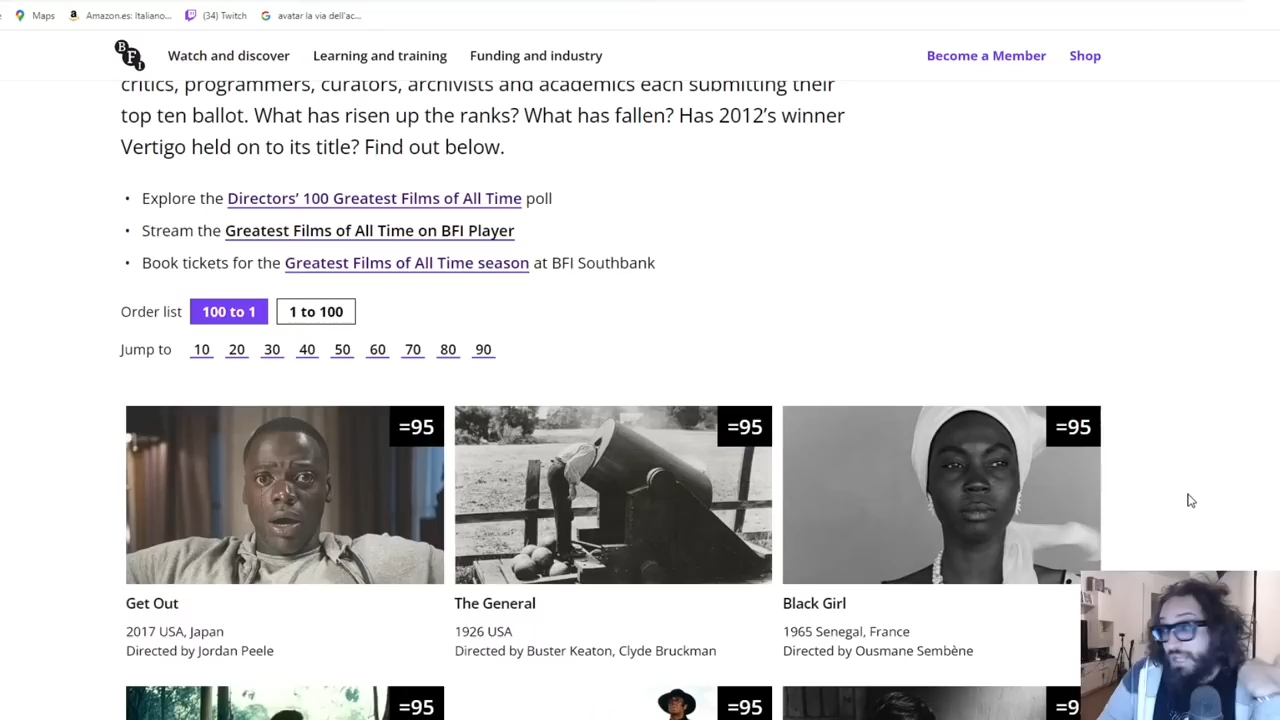 Maps
Amazon.es: Italiano...
(34) Twitch
avatar la via dell'ac...
BFI
Watch and discover
Learning and training
Funding and industry
Become a Member
Shop
critics, programmers, curators, archivists and academics each submitting their
top ten ballot. What has risen up the ranks? What has fallen? Has 2012’s winner
Vertigo held on to its title? Find out below.
• Explore the Directors’ 100 Greatest Films of All Time poll
• Stream the Greatest Films of All Time on BFI Player
• Book tickets for the Greatest Films of All Time season at BFI Southbank
Order list 100 to 1 1 to 100
Jump to 10 20 30 40 50 60 70 80 90
=95
=95
=95
Get Out
2017 USA, Japan
Directed by Jordan Peele
The General
1926 USA
Directed by Buster Keaton, Clyde Bruckman
Black Girl
1965 Senegal, France
Directed by Ousmane Sembène
=95
=95